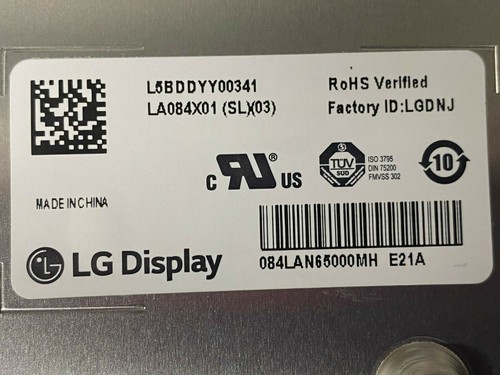 L5BDDYY00341
RoHS Verified
LA084X01 (SL)(03)
Factory ID:LGDNJ
c RU US
TÜV
SUD
ISO 3795
DIN 75200
FMVSS 302
10
MADE IN CHINA
LG Display
084LAN65000MH E21A